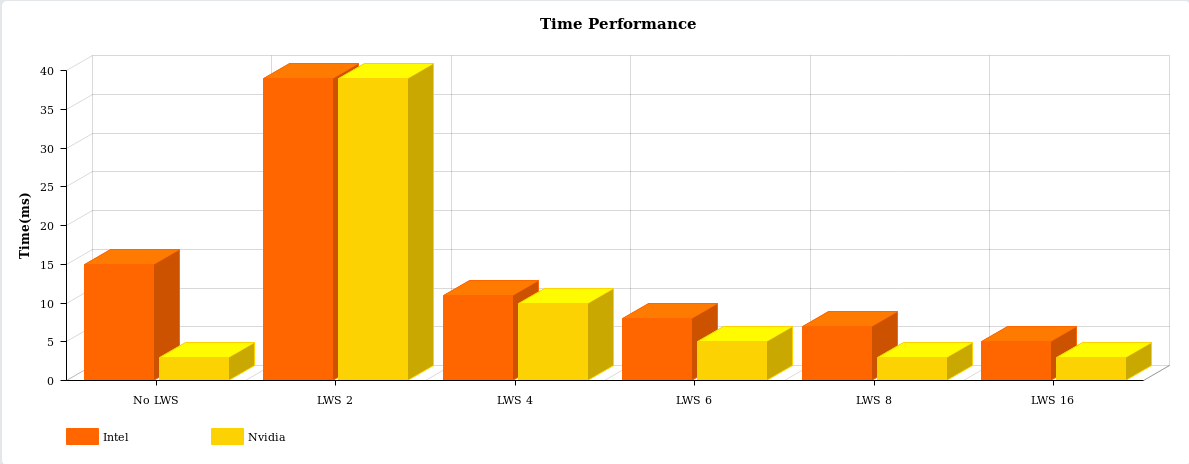 Time Performance
Time(ms)
40
35
30
25
20
15
10
5
0
No LWS
LWS 2
LWS 4
LWS 6
LWS 8
LWS 16
Intel
Nvidia